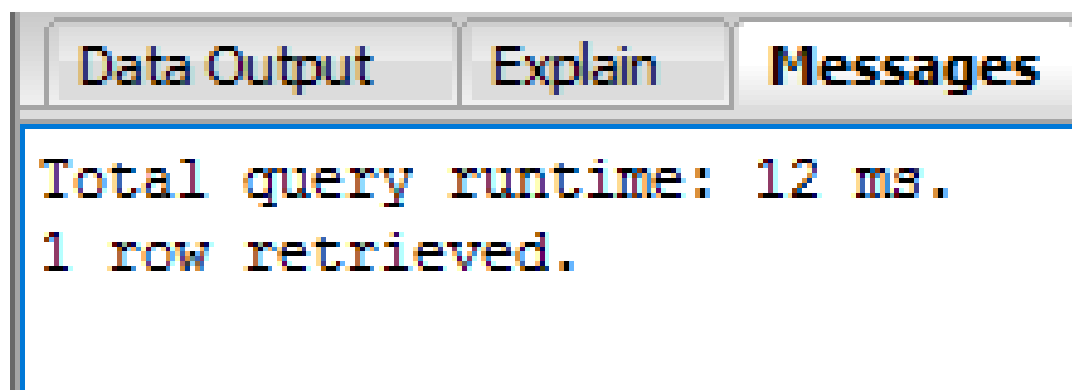 Data Output Explain Messages
Total query runtime: 12 ms.
1 row retrieved.